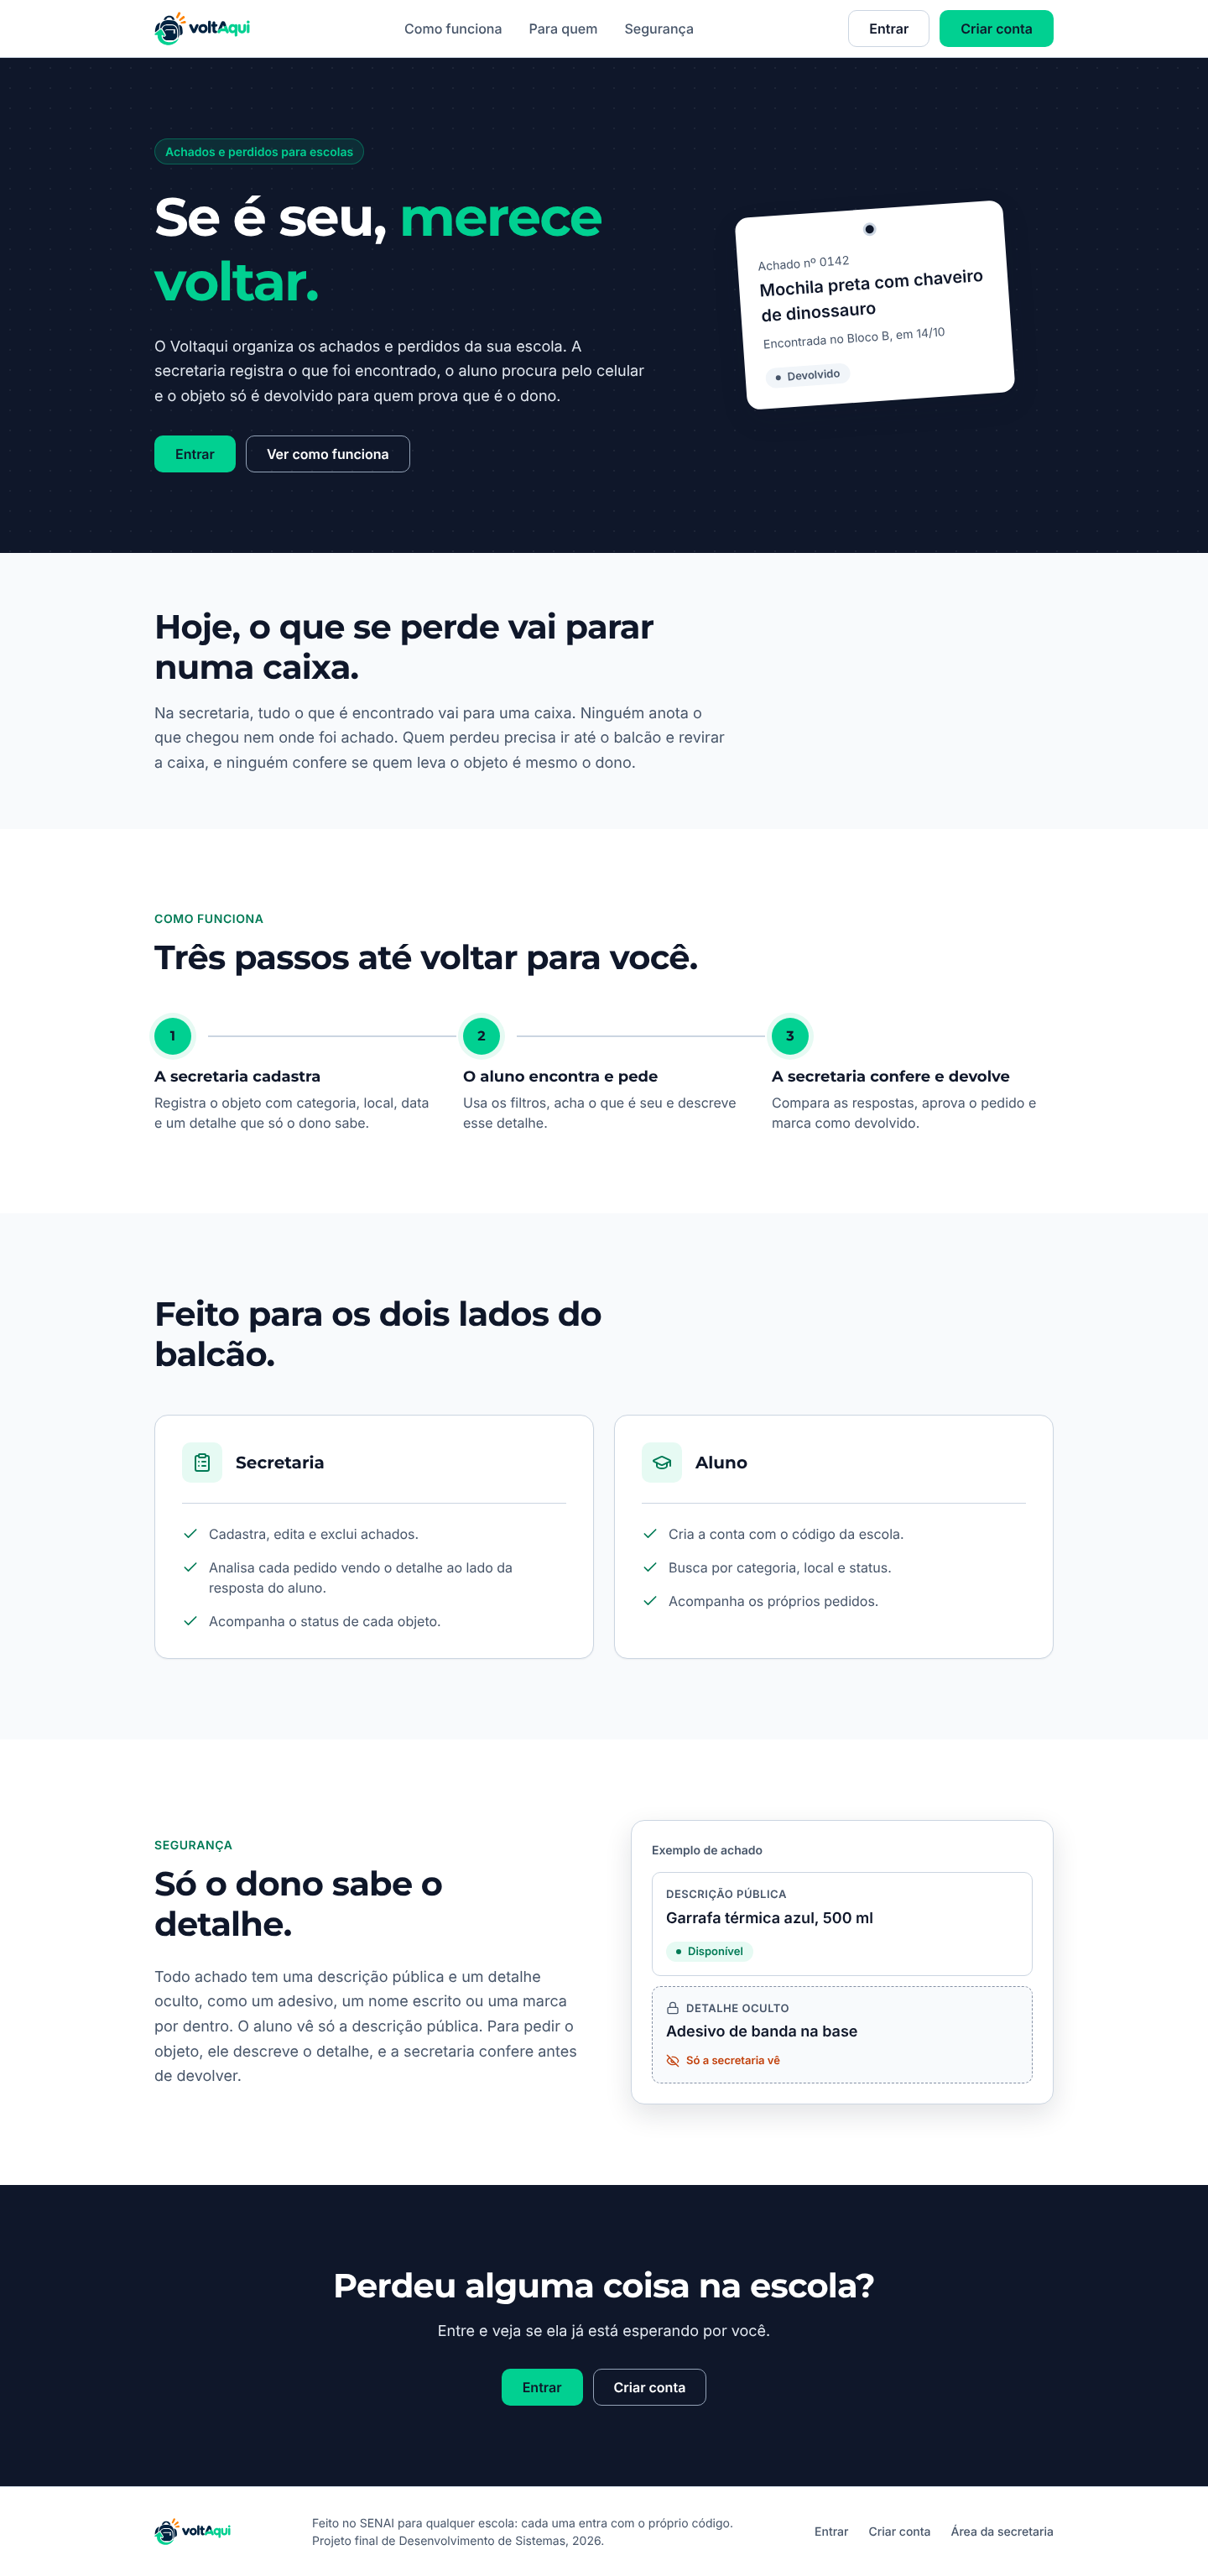 voltAqui
Como funciona
Para quem
Segurança
Entrar
Criar conta
Achados e perdidos para escolas
Se é seu, merece
voltar.
O Voltaqui organiza os achados e perdidos da sua escola. A
secretaria registra o que foi encontrado, o aluno procura pelo celular
e o objeto só é devolvido para quem prova que é o dono.
Entrar
Ver como funciona
Achado nº 0142
Mochila preta com chaveiro
de dinossauro
Encontrada no Bloco B, em 14/10
Devolvido
Hoje, o que se perde vai parar
numa caixa.
Na secretaria, tudo o que é encontrado vai para uma caixa. Ninguém anota o
que chegou nem onde foi achado. Quem perdeu precisa ir até o balcão e revirar
a caixa, e ninguém confere se quem leva o objeto é mesmo o dono.
COMO FUNCIONA
Três passos até voltar para você.
1
A secretaria cadastra
Registra o objeto com categoria, local, data
e um detalhe que só o dono sabe.
2
O aluno encontra e pede
Usa os filtros, acha o que é seu e descreve
esse detalhe.
3
A secretaria confere e devolve
Compara as respostas, aprova o pedido e
marca como devolvido.
Feito para os dois lados do
balcão.
Secretaria
Cadastra, edita e exclui achados.
Analisa cada pedido vendo o detalhe ao lado da
resposta do aluno.
Acompanha o status de cada objeto.
Aluno
Cria a conta com o código da escola.
Busca por categoria, local e status.
Acompanha os próprios pedidos.
SEGURANÇA
Só o dono sabe o
detalhe.
Todo achado tem uma descrição pública e um detalhe
oculto, como um adesivo, um nome escrito ou uma marca
por dentro. O aluno vê só a descrição pública. Para pedir o
objeto, ele descreve o detalhe, e a secretaria confere antes
de devolver.
Exemplo de achado
DESCRIÇÃO PÚBLICA
Garrafa térmica azul, 500 ml
Disponível
DETALHE OCULTO
Adesivo de banda na base
Só a secretaria vê
Perdeu alguma coisa na escola?
Entre e veja se ela já está esperando por você.
Entrar
Criar conta
voltAqui
Feito no SENAI para qualquer escola: cada uma entra com o próprio código.
Projeto final de Desenvolvimento de Sistemas, 2026.
Entrar
Criar conta
Área da secretaria